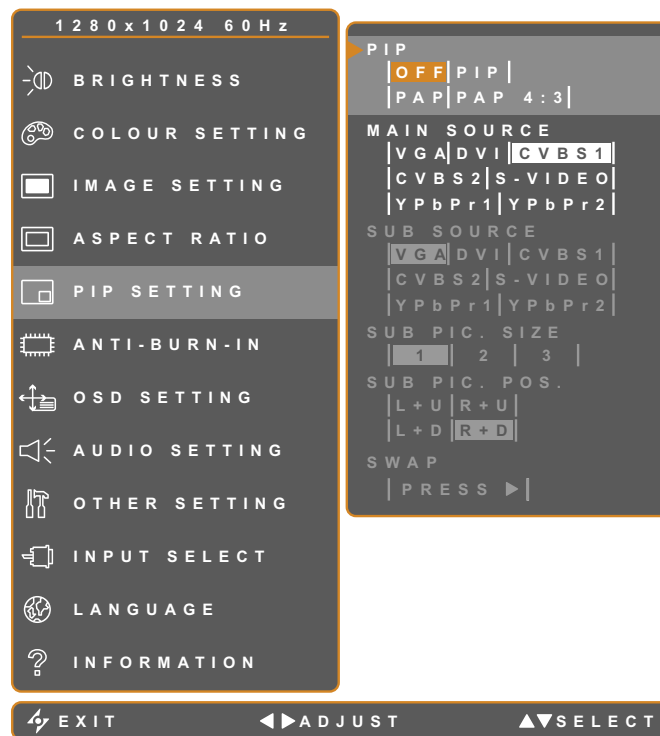 1280x1024 60Hz
BRIGHTNESS
COLOUR SETTING
IMAGE SETTING
ASPECT RATIO
PIP SETTING
ANTI-BURN-IN
OSD SETTING
AUDIO SETTING
OTHER SETTING
INPUT SELECT
LANGUAGE
INFORMATION
PIP
OFF PIP
PAP PAP 4:3
MAIN SOURCE
VGA DVI CVBS1
CVBS2 S-VIDEO
YPbPr1 YPbPr2
SUB SOURCE
VGA DVI CVBS1
CVBS2 S-VIDEO
YPbPr1 YPbPr2
SUB PIC. SIZE
1 2 3
SUB PIC. POS.
L+U R+U
L+D R+D
SWAP
PRESS ▶
EXIT ◀▶ADJUST ▲▼SELECT